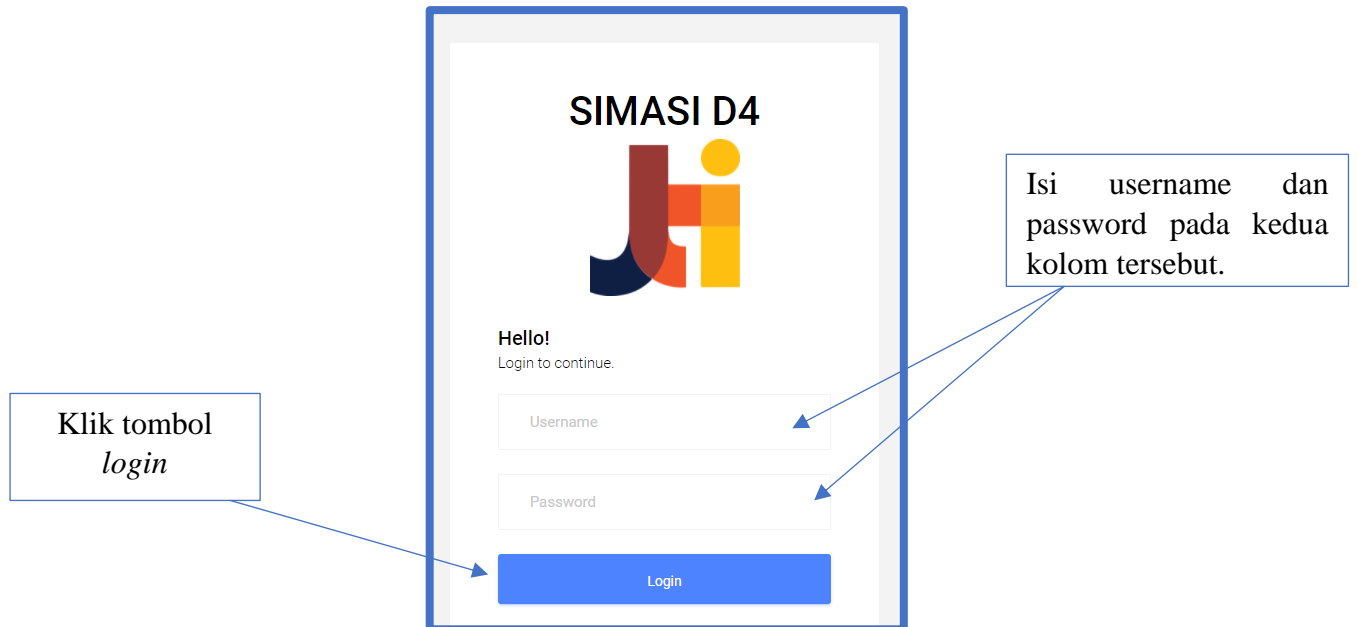 SIMASI D4
jti
Isi username dan
password pada kedua
kolom tersebut.
Hello!
Login to continue.
Username
Klik tombol
login
Password
Login